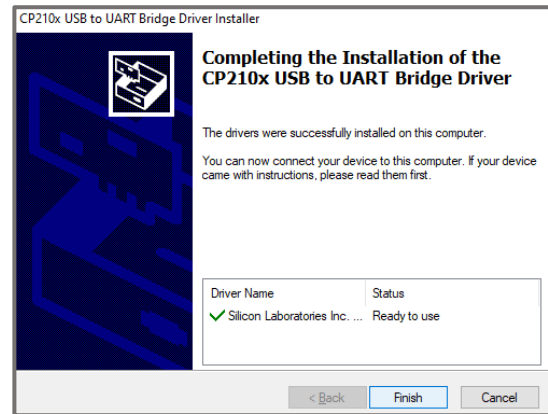 CP210x USB to UART Bridge Driver Installer
Completing the Installation of the
CP210x USB to UART Bridge Driver
The drivers were successfully installed on this computer.
You can now connect your device to this computer. If your device
came with instructions, please read them first.
Driver Name Status
Silicon Laboratories Inc. ... Ready to use
< Back Finish Cancel